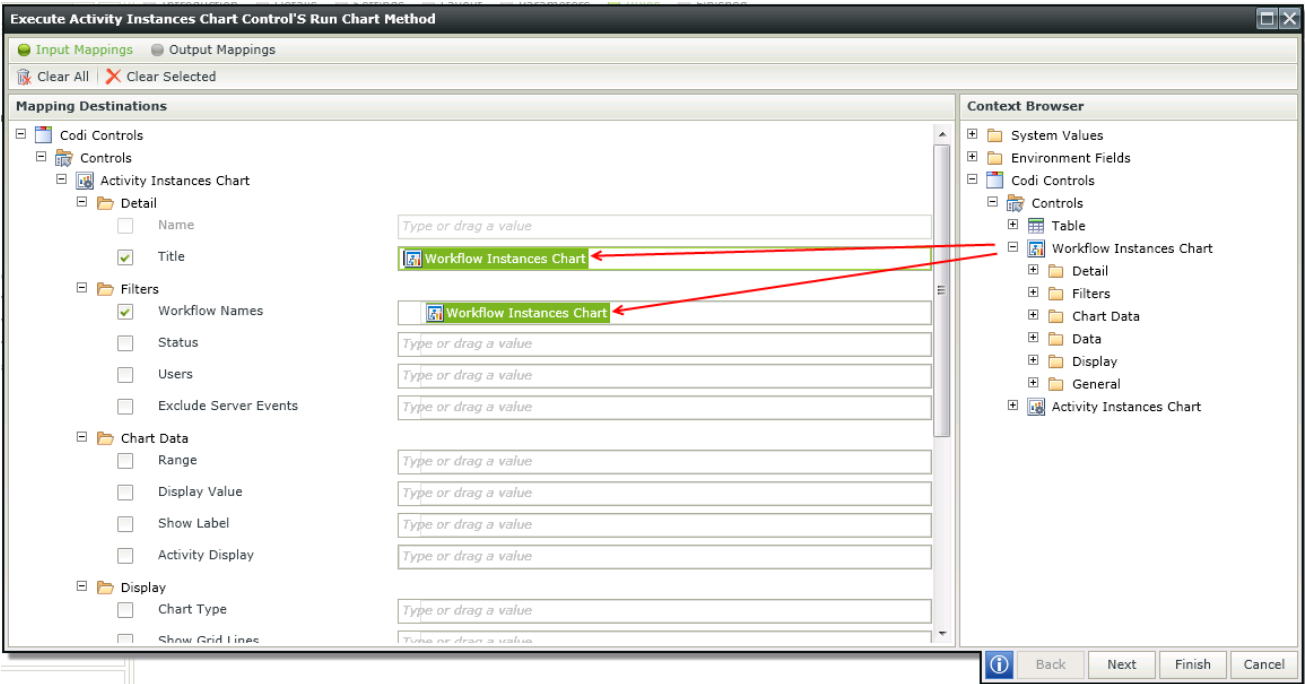 Execute Activity Instances Chart Control'S Run Chart Method
Input Mappings Output Mappings
Clear All Clear Selected
Mapping Destinations
Codi Controls
Controls
Activity Instances Chart
Detail
Name Type or drag a value
Title Workflow Instances Chart
Filters
Workflow Names Workflow Instances Chart
Status Type or drag a value
Users Type or drag a value
Exclude Server Events Type or drag a value
Chart Data
Range Type or drag a value
Display Value Type or drag a value
Show Label Type or drag a value
Activity Display Type or drag a value
Display
Chart Type Type or drag a value
Show Grid Lines Type or drag a value
Context Browser
System Values
Environment Fields
Codi Controls
Controls
Table
Workflow Instances Chart
Detail
Filters
Chart Data
Data
Display
General
Activity Instances Chart
Back Next Finish Cancel